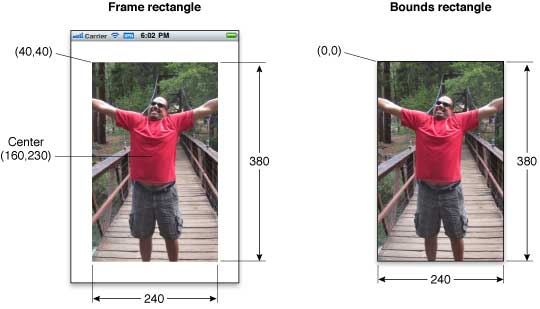 Frame rectangle
Bounds rectangle
Carrier
6:02 PM
(40,40)
(0,0)
Center
(160,230)
380
380
240
240